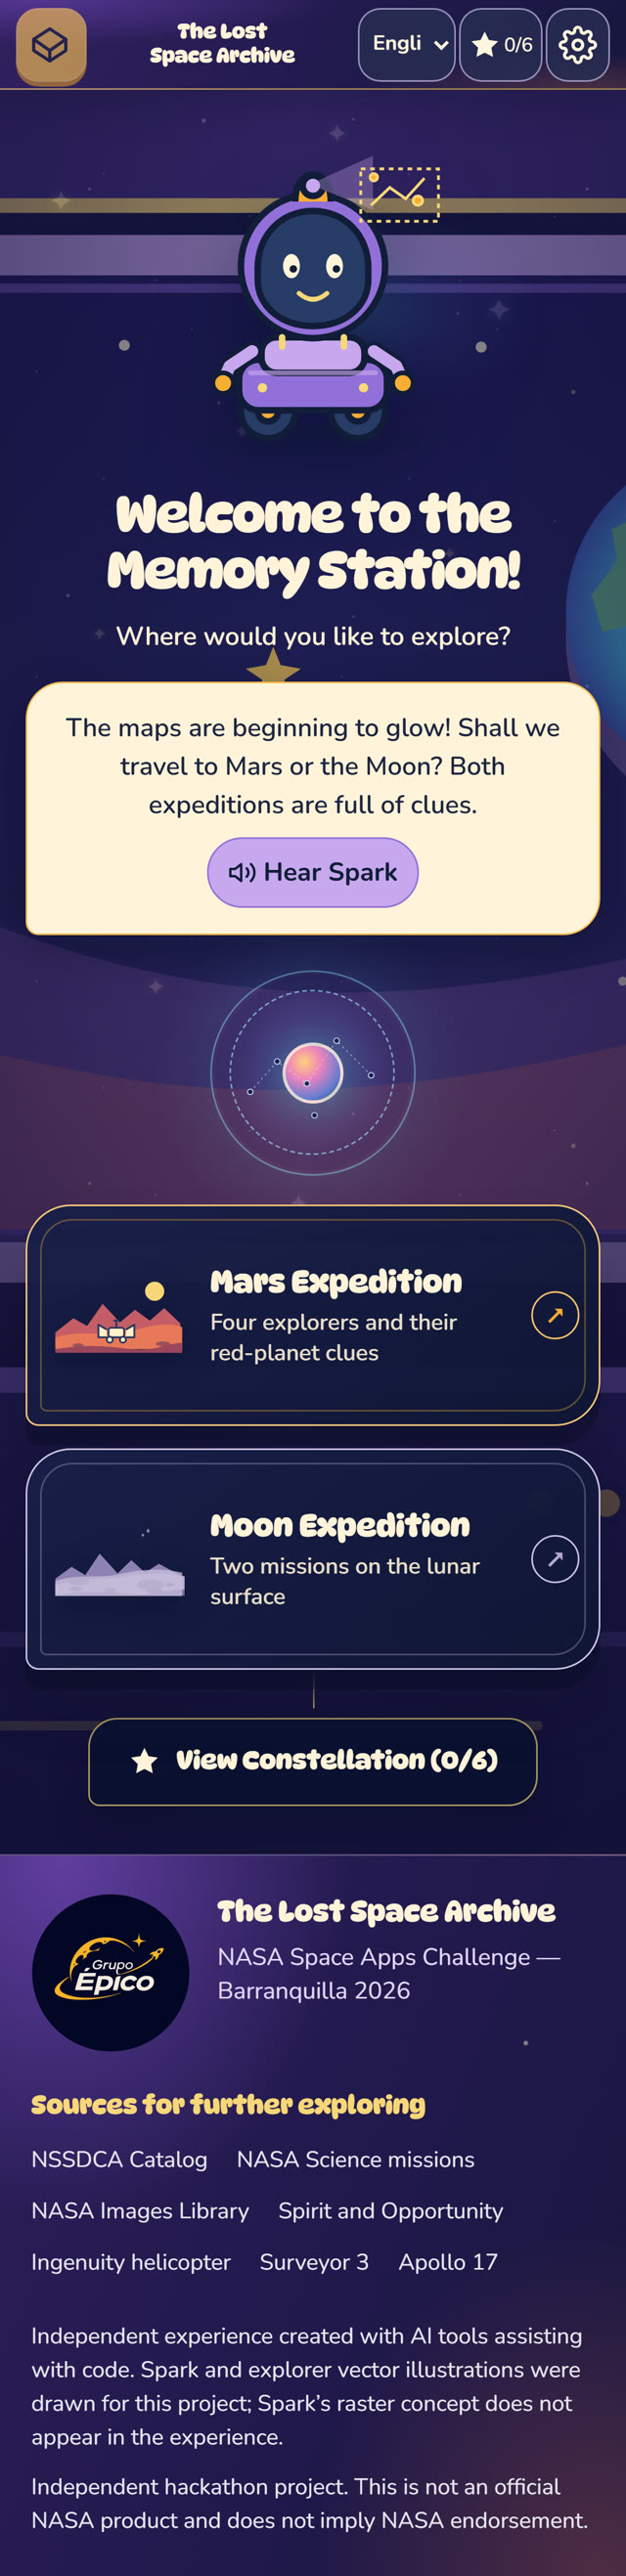 The Lost
Space Archive
Engli
0/6
Welcome to the
Memory Station!
Where would you like to explore?
The maps are beginning to glow! Shall we
travel to Mars or the Moon? Both
expeditions are full of clues.
Hear Spark
Mars Expedition
Four explorers and their
red-planet clues
Moon Expedition
Two missions on the lunar
surface
View Constellation (0/6)
Grupo
Épico
The Lost Space Archive
NASA Space Apps Challenge —
Barranquilla 2026
Sources for further exploring
NSSDCA Catalog NASA Science missions
NASA Images Library Spirit and Opportunity
Ingenuity helicopter Surveyor 3 Apollo 17
Independent experience created with AI tools assisting
with code. Spark and explorer vector illustrations were
drawn for this project; Spark’s raster concept does not
appear in the experience.
Independent hackathon project. This is not an official
NASA product and does not imply NASA endorsement.